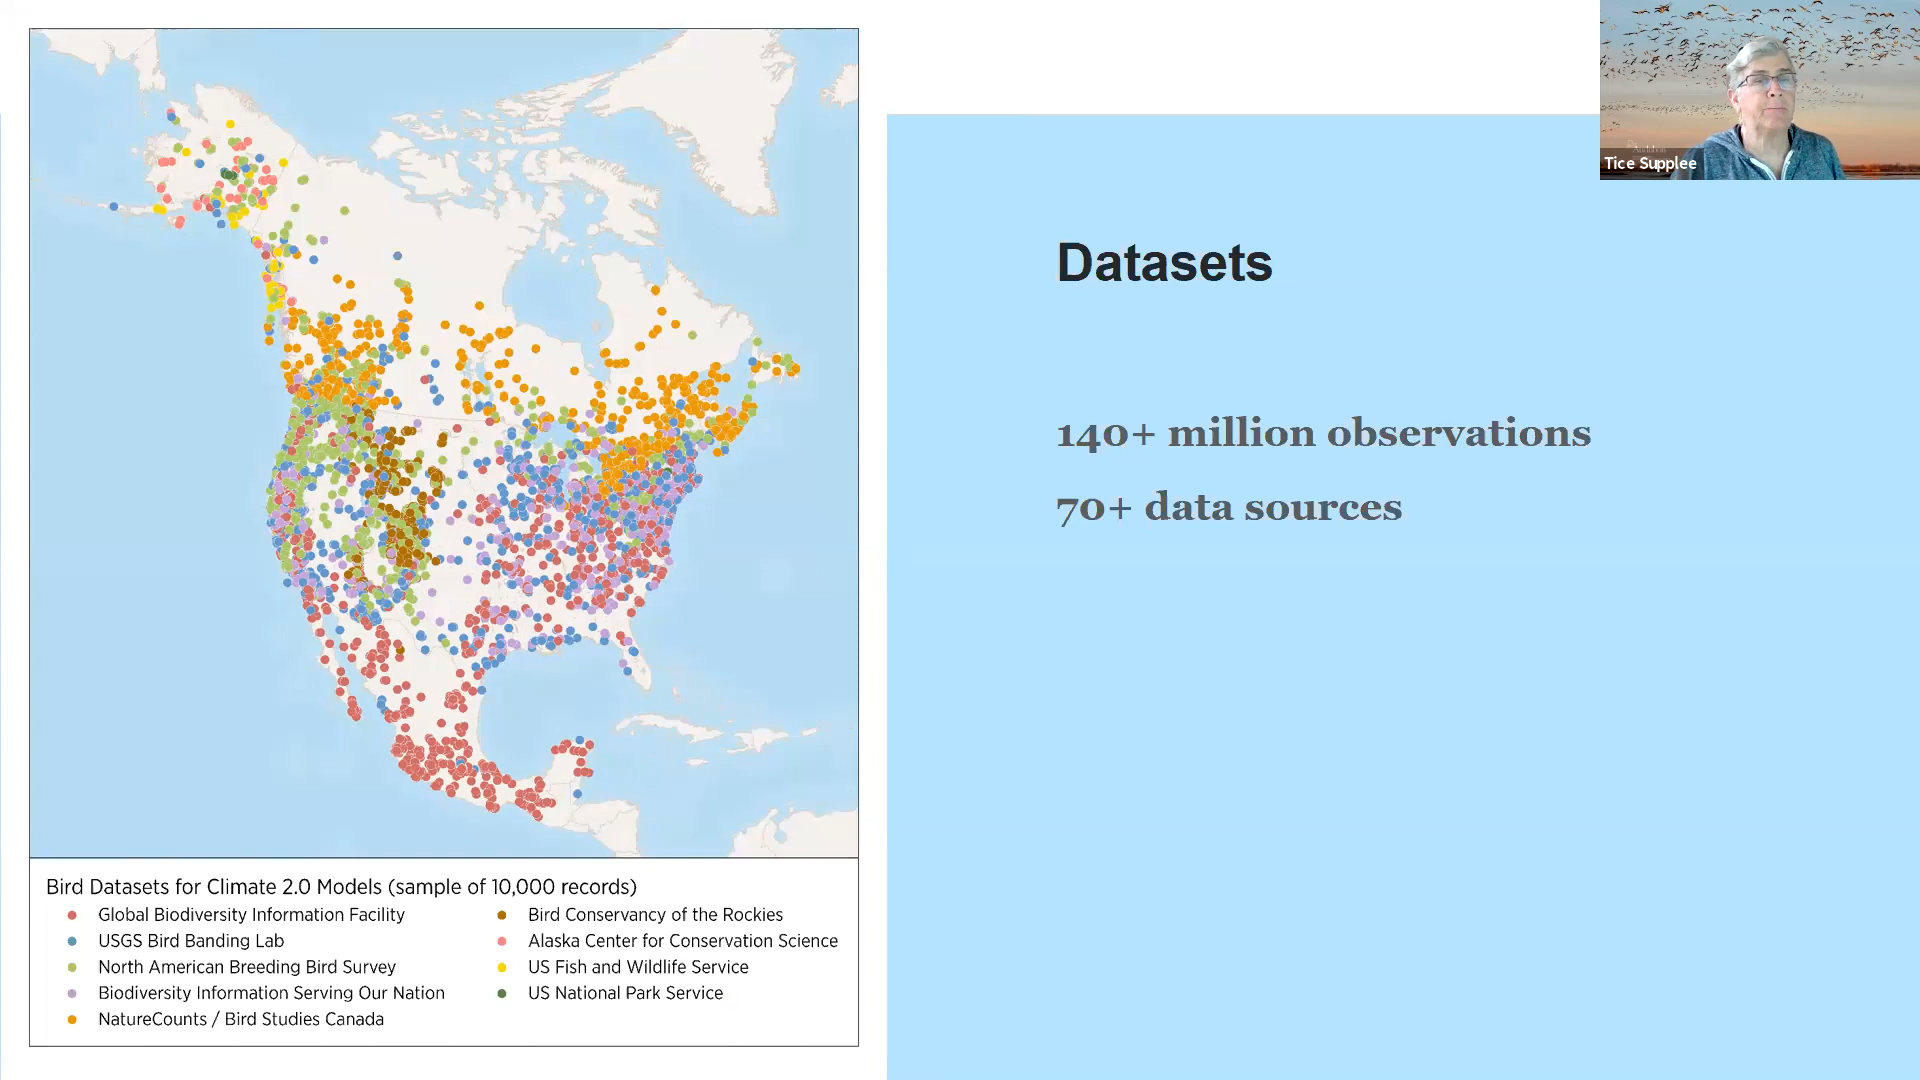 Audubon
Tice Supplee
Datasets
140+ million observations
70+ data sources
Bird Datasets for Climate 2.0 Models (sample of 10,000 records)
Global Biodiversity Information Facility
USGS Bird Banding Lab
North American Breeding Bird Survey
Biodiversity Information Serving Our Nation
NatureCounts / Bird Studies Canada
Bird Conservancy of the Rockies
Alaska Center for Conservation Science
US Fish and Wildlife Service
US National Park Service